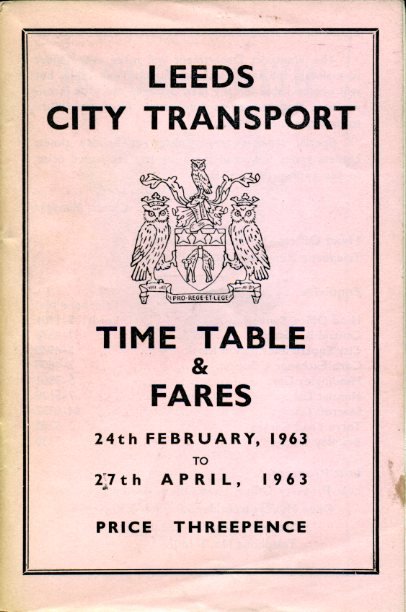 LEEDS
CITY TRANSPORT
PRO·REGE·ET·LEGE
TIME TABLE
&
FARES
24th FEBRUARY, 1963
TO
27th APRIL, 1963
PRICE THREEPENCE